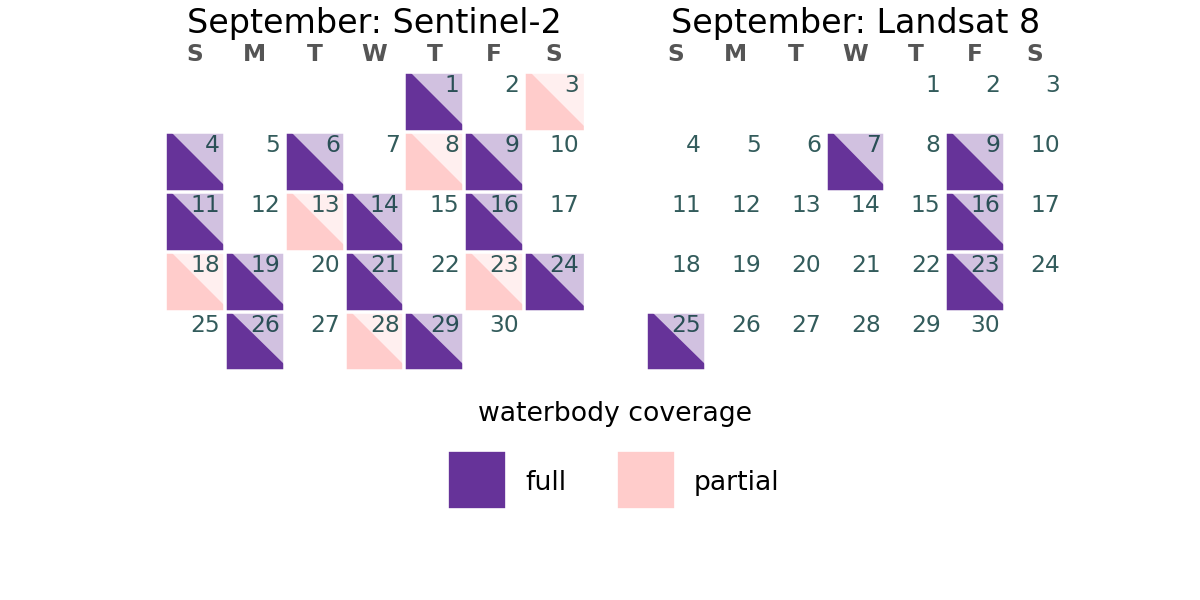 September: Sentinel-2
S M T W T F S
1 2 3
4 5 6 7 8 9 10
11 12 13 14 15 16 17
18 19 20 21 22 23 24
25 26 27 28 29 30
September: Landsat 8
S M T W T F S
1 2 3
4 5 6 7 8 9 10
11 12 13 14 15 16 17
18 19 20 21 22 23 24
25 26 27 28 29 30
waterbody coverage
full partial